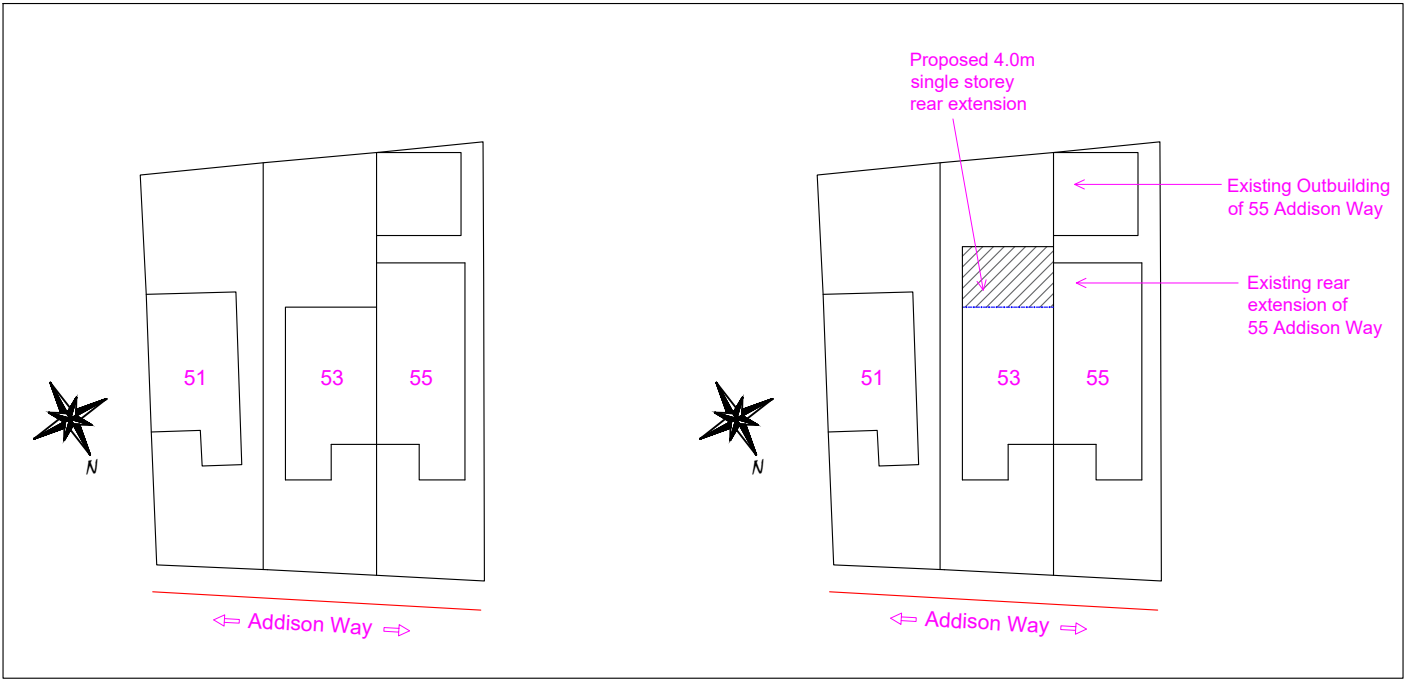 51
53
55
N
Addison Way
Proposed 4.0m
single storey
rear extension
Existing Outbuilding
of 55 Addison Way
Existing rear
extension of
55 Addison Way
51
53
55
N
Addison Way